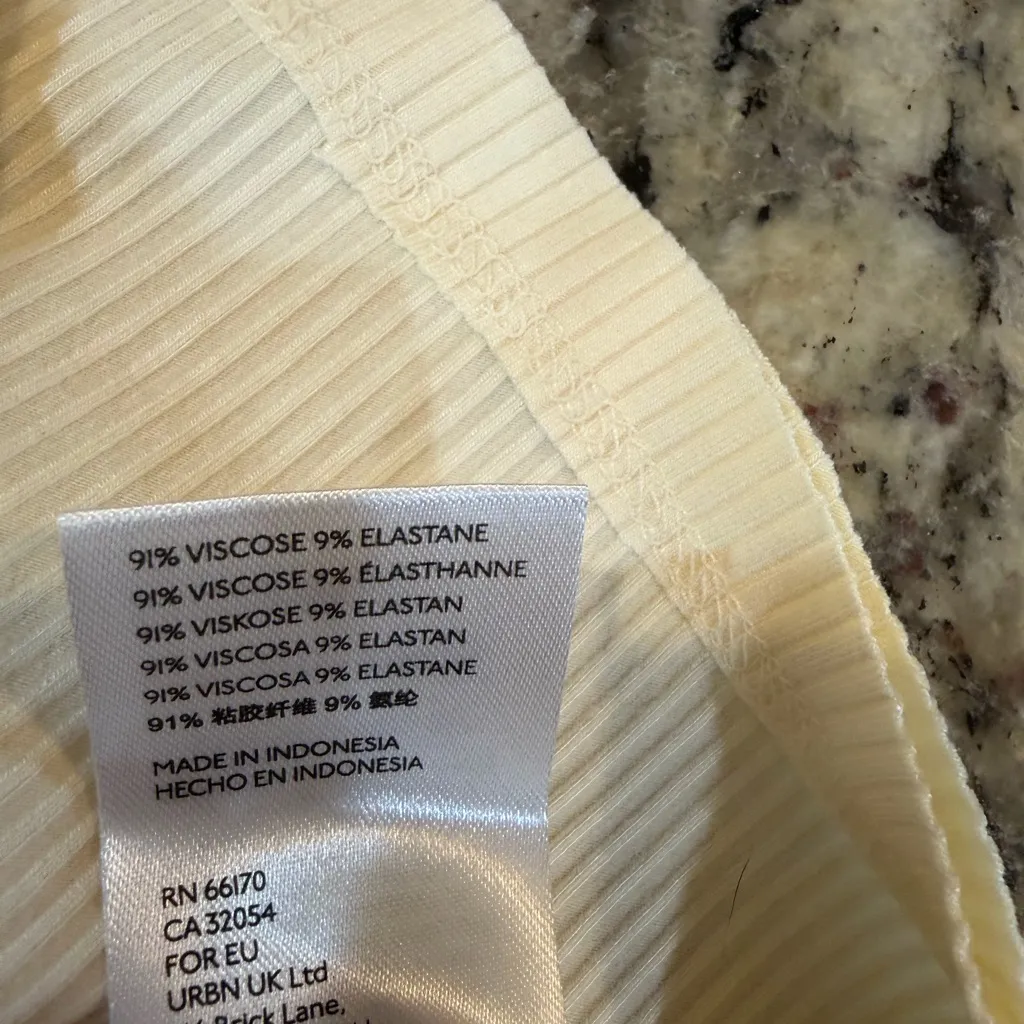 91% VISCOSE 9% ELASTANE
91% VISCOSE 9% ÉLASTHANNE
91% VISKOSE 9% ELASTAN
91% VISCOSA 9% ELASTAN
91% VISCOSA 9% ELASTANE
91% 粘胶纤维 9% 氨纶
MADE IN INDONESIA
HECHO EN INDONESIA
RN 66170
CA 32054
FOR EU
URBN UK Ltd
Brick Lane,